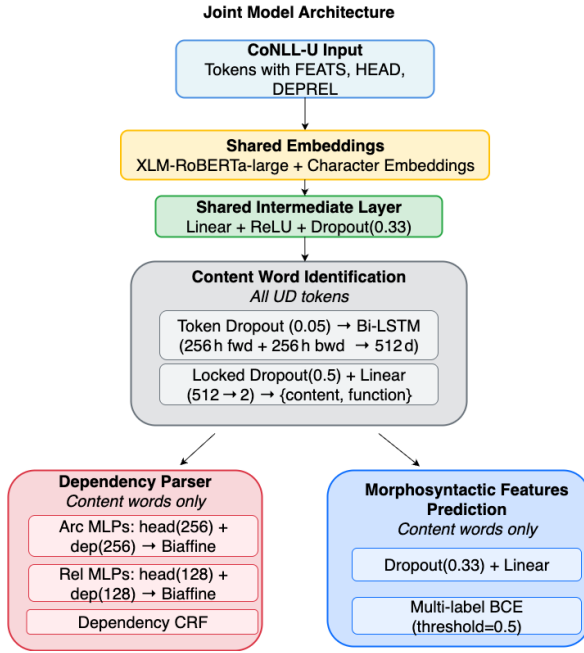 Joint Model Architecture
CoNLL-U Input
Tokens with FEATS, HEAD,
DEPREL
Shared Embeddings
XLM-RoBERTa-large + Character Embeddings
Shared Intermediate Layer
Linear + ReLU + Dropout(0.33)
Content Word Identification
All UD tokens
Token Dropout (0.05) → Bi-LSTM
(256 h fwd + 256 h bwd → 512 d)
Locked Dropout(0.5) + Linear
(512 → 2) → {content, function}
Dependency Parser
Content words only
Arc MLPs: head(256) +
dep(256) → Biaffine
Rel MLPs: head(128) +
dep(128) → Biaffine
Dependency CRF
Morphosyntactic Features
Prediction
Content words only
Dropout(0.33) + Linear
Multi-label BCE
(threshold=0.5)